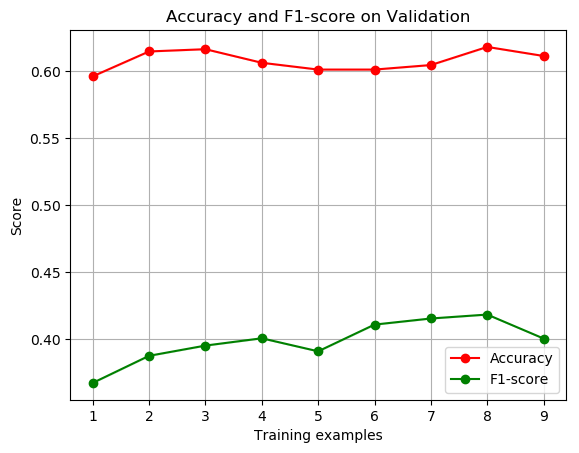 Accuracy and F1-score on Validation
Score
0.60
0.55
0.50
0.45
0.40
Accuracy
F1-score
1 2 3 4 5 6 7 8 9
Training examples